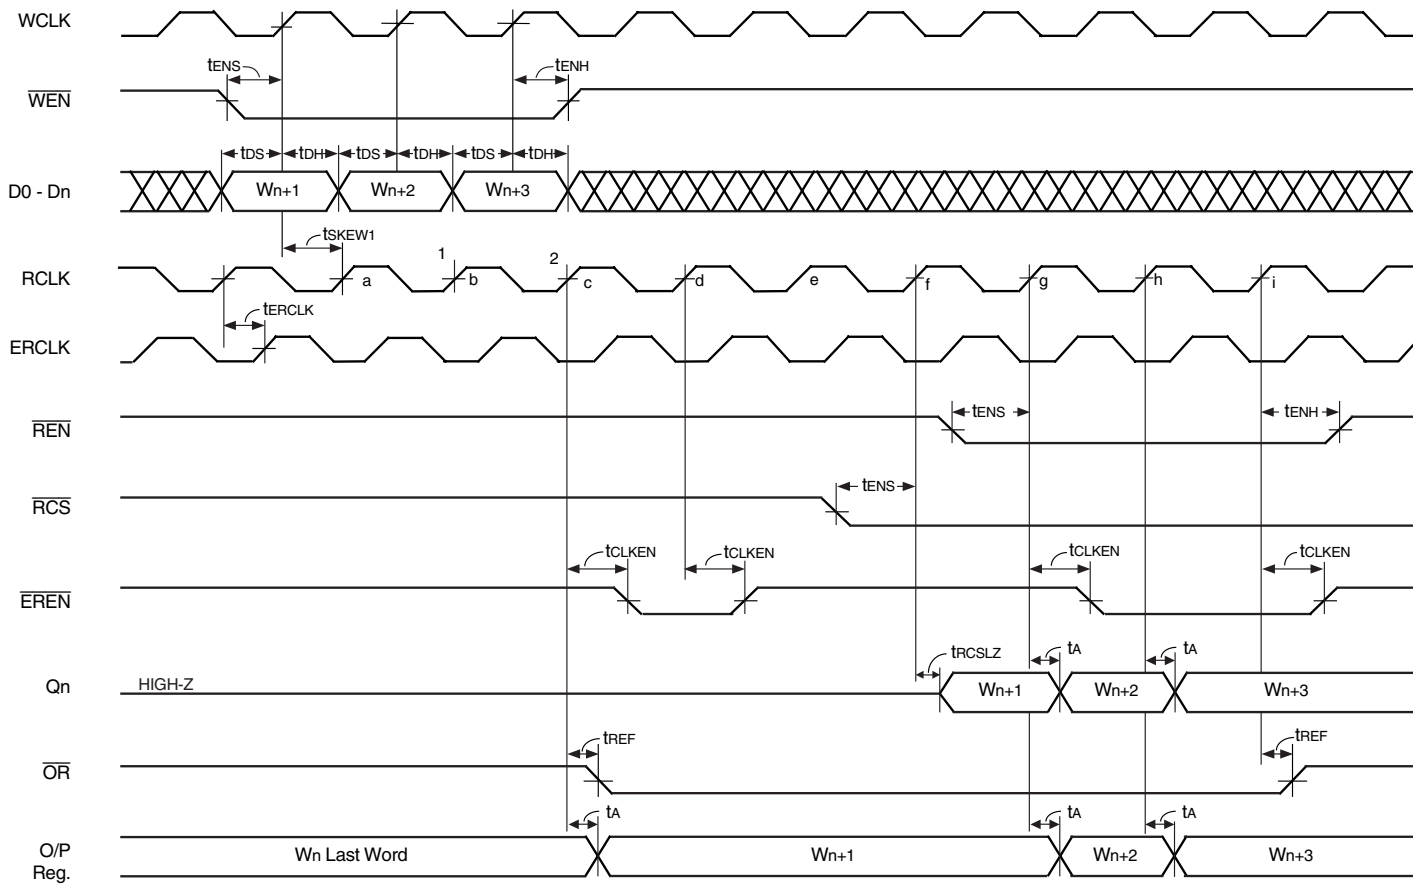 WCLK
tENS
tENH
WEN
tDS tDH tDS tDH tDS tDH
D0 - Dn
Wn+1 Wn+2 Wn+3
tSKEW1
1 2
RCLK
a b c d e f g h i
tERCLK
ERCLK
REN
tENS
tENH
RCS
tENS
tCLKEN tCLKEN tCLKEN tCLKEN
EREN
tRCSLZ tA tA
Qn
HIGH-Z
Wn+1 Wn+2 Wn+3
tREF tREF
OR
tA tA tA
O/P
Reg.
Wn Last Word Wn+1 Wn+2 Wn+3